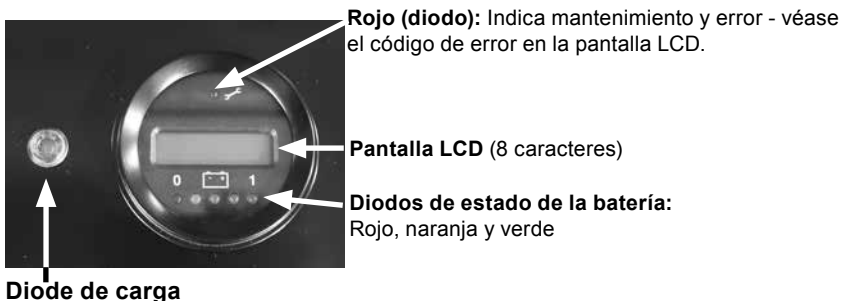 Rojo (diodo): Indica mantenimiento y error - véase
el código de error en la pantalla LCD.
Pantalla LCD (8 caracteres)
0 1
Diodos de estado de la batería:
Rojo, naranja y verde
Diode de carga